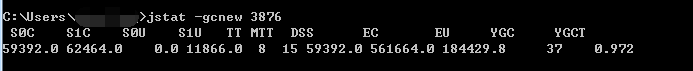 C:\Users\ >jstat -gcnew 3876
S0C S1C S0U S1U TT MTT DSS EC EU YGC YGCT
59392.0 62464.0 0.0 11866.0 8 15 59392.0 561664.0 184429.8 37 0.972